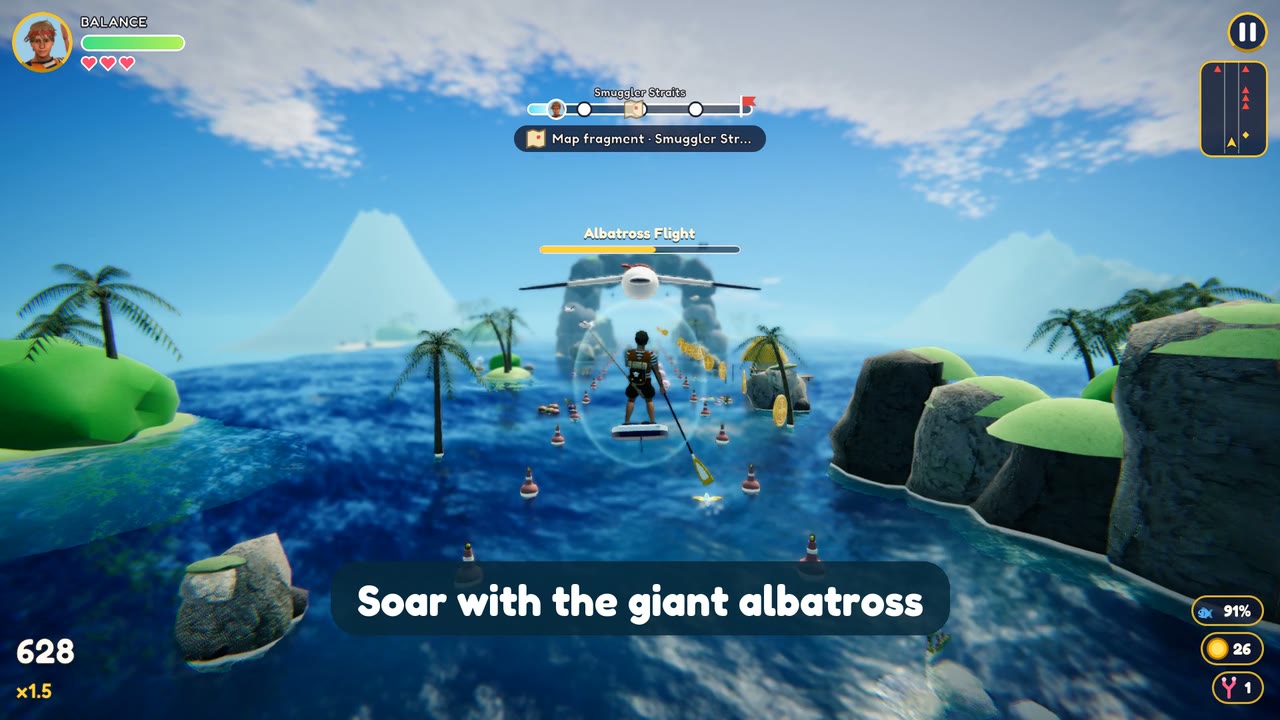 BALANCE
Smuggler Straits
Map fragment · Smuggler Str...
Albatross Flight
Soar with the giant albatross
628
×1.5
91%
26
1